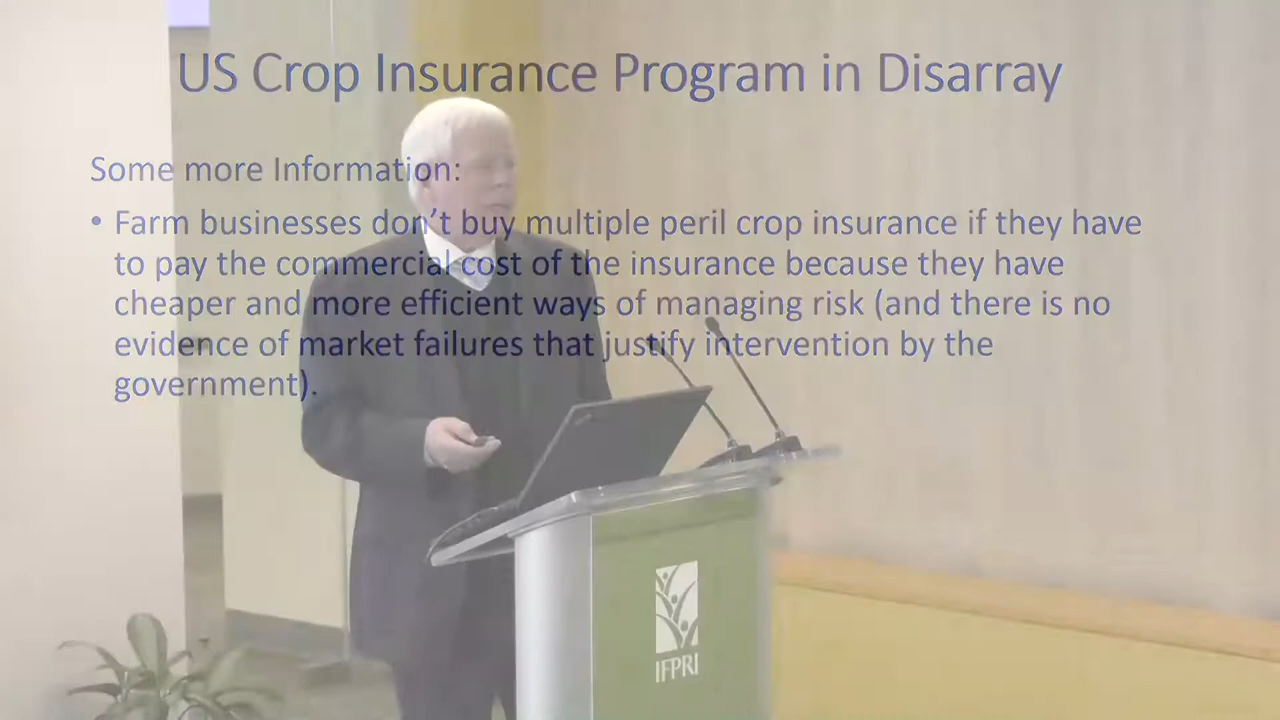 US Crop Insurance Program in Disarray
Some more Information:
• Farm businesses don’t buy multiple peril crop insurance if they have
to pay the commercial cost of the insurance because they have
cheaper and more efficient ways of managing risk (and there is no
evidence of market failures that justify intervention by the
government).
IFPRI